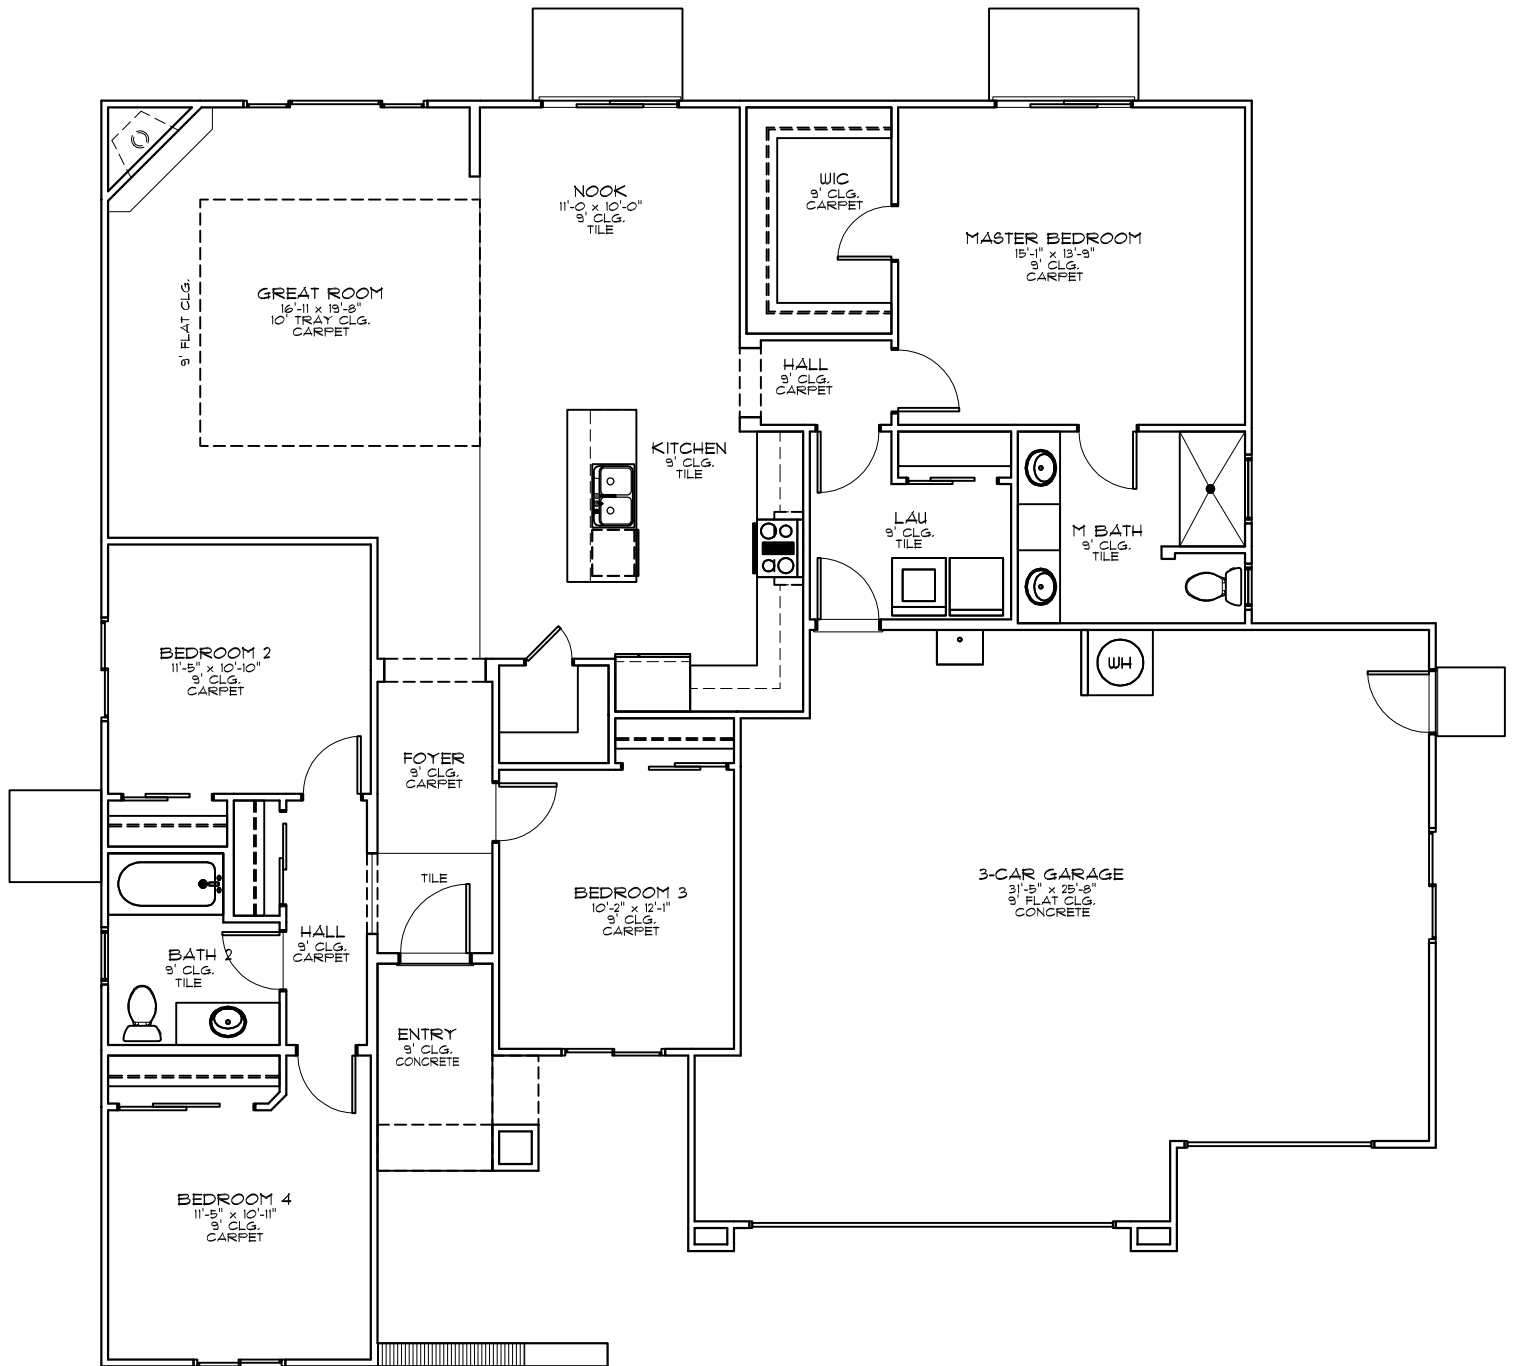 NOOK
11'-0 x 10'-0"
9' CLG.
TILE
WIC
9' CLG.
CARPET
MASTER BEDROOM
15'-1" x 13'-9"
9' CLG.
CARPET
GREAT ROOM
16'-11 x 19'-8"
10' TRAY CLG.
CARPET
9' FLAT CLG.
HALL
9' CLG.
CARPET
KITCHEN
9' CLG.
TILE
LAU
9' CLG.
TILE
M BATH
9' CLG.
TILE
BEDROOM 2
11'-5" x 10'-10"
9' CLG.
CARPET
WH
FOYER
9' CLG.
CARPET
TILE
BEDROOM 3
10'-2" x 12'-1"
9' CLG.
CARPET
3-CAR GARAGE
31'-5" x 25'-8"
9' FLAT CLG.
CONCRETE
HALL
9' CLG.
CARPET
BATH 2
9' CLG.
TILE
ENTRY
9' CLG.
CONCRETE
BEDROOM 4
11'-5" x 10'-11"
9' CLG.
CARPET